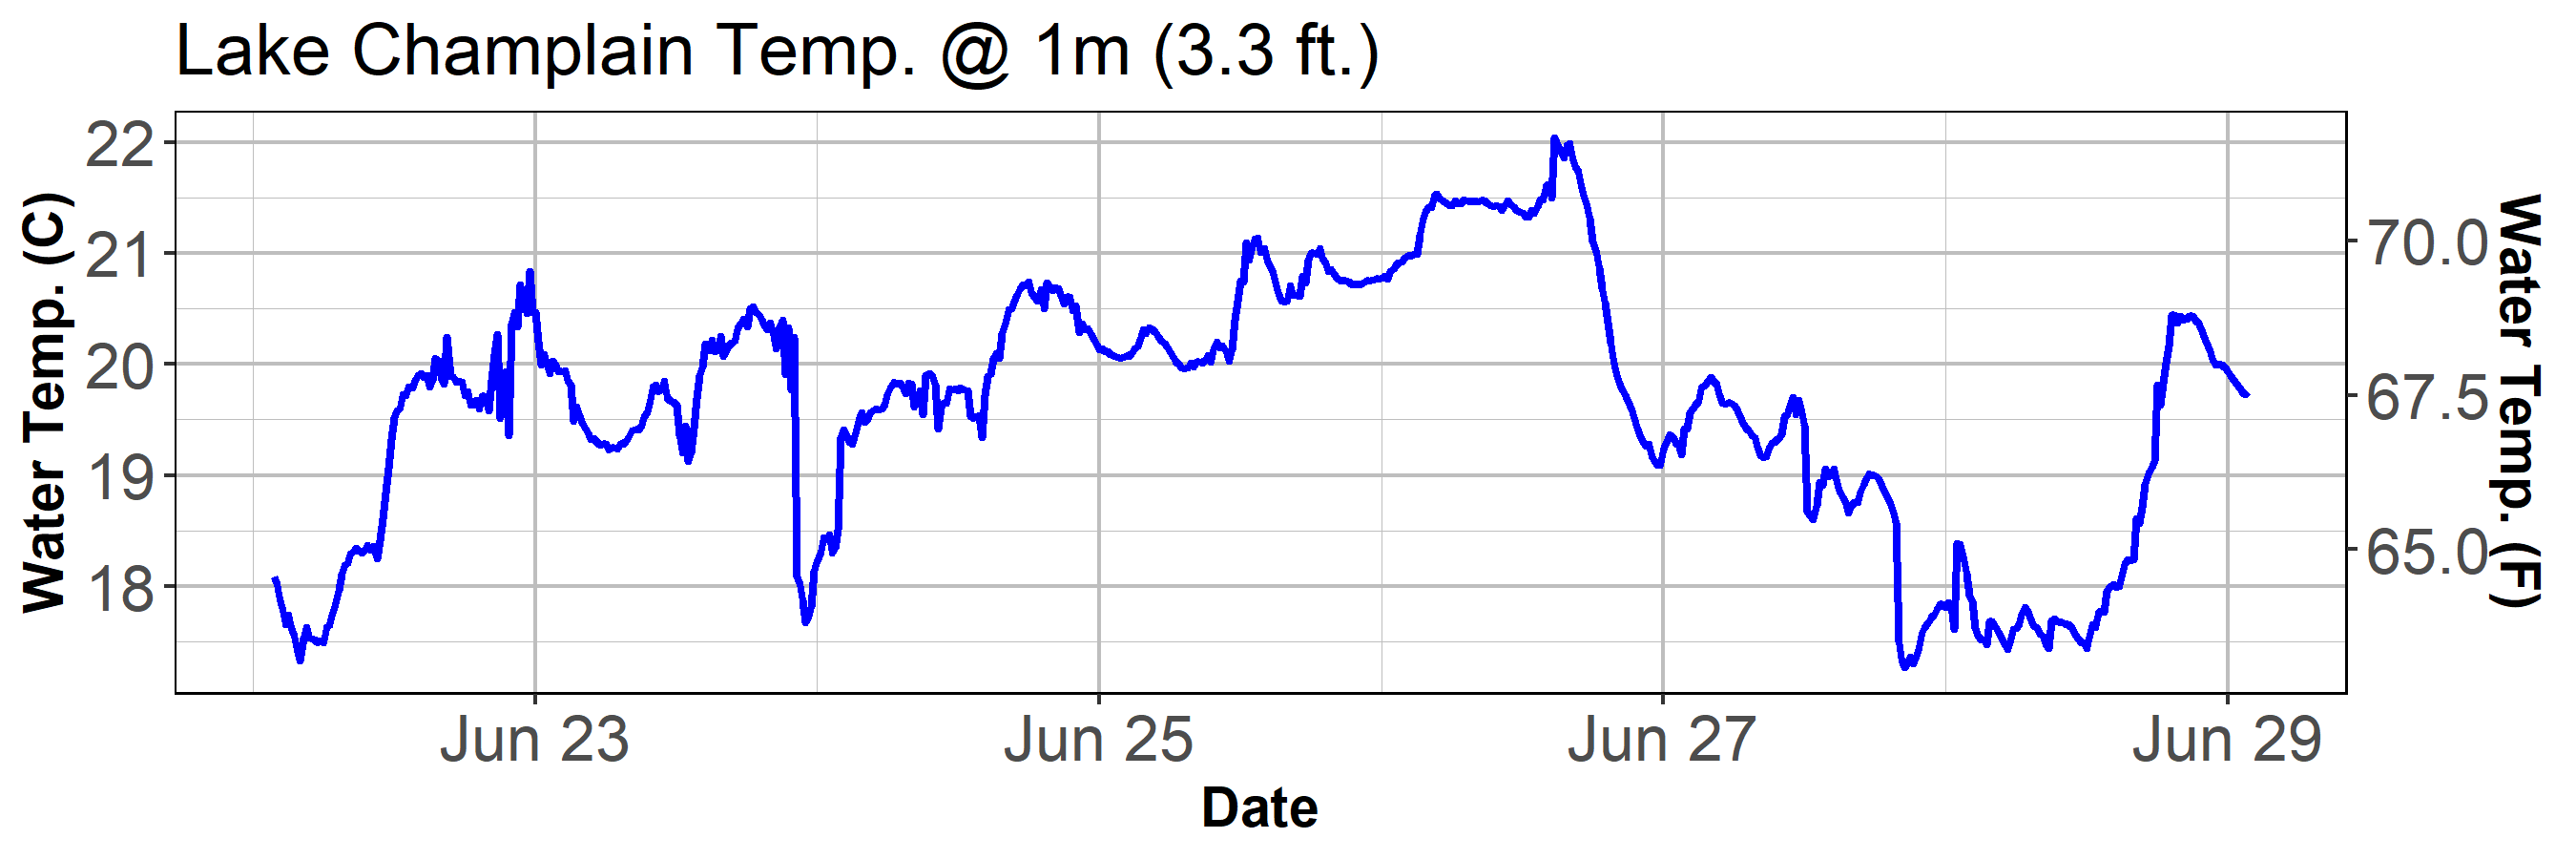 Lake Champlain Temp. @ 1m (3.3 ft.)
Water Temp. (C)
22
21
20
19
18
70.0
67.5
65.0
Water Temp. (F)
Jun 23
Jun 25
Jun 27
Jun 29
Date